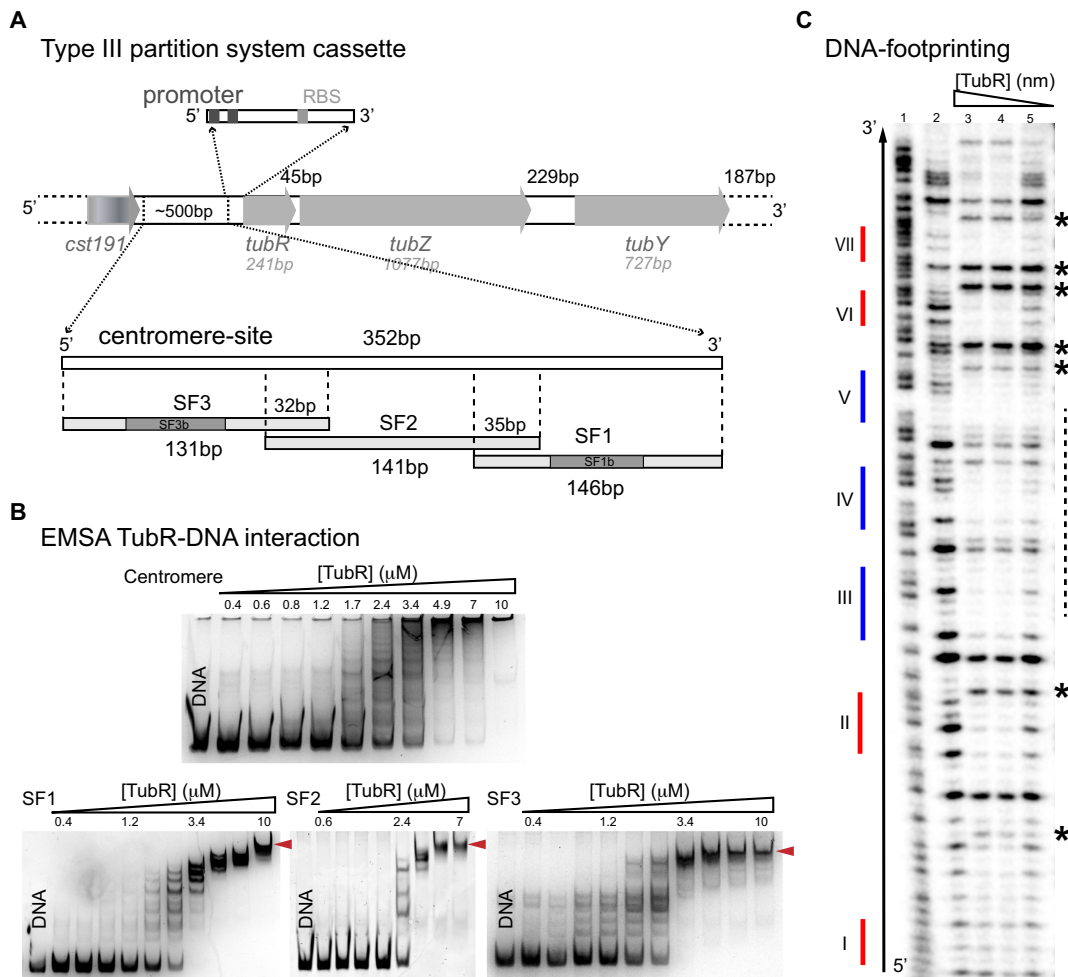 A
Type III partition system cassette
promoter
RBS
5’
3’
45bp
229bp
187bp
5’
~500bp
3’
cst191
tubR
tubZ
tubY
241bp
1077bp
727bp
5’
centromere-site
352bp
3’
SF3
32bp
SF3b
SF2
35bp
131bp
SF1
141bp
SF1b
146bp
B
EMSA TubR-DNA interaction
Centromere
[TubR] (μM)
0.4 0.6 0.8 1.2 1.7 2.4 3.4 4.9 7 10
DNA
SF1
[TubR] (μM)
0.4 1.2 3.4 10
DNA
SF2
[TubR] (μM)
0.6 2.4 7
DNA
SF3
[TubR] (μM)
0.4 1.2 3.4 10
DNA
C
DNA-footprinting
[TubR] (nm)
1 2 3 4 5
3’
*
VII
*
*
VI
*
*
V
IV
III
*
II
*
I
5’